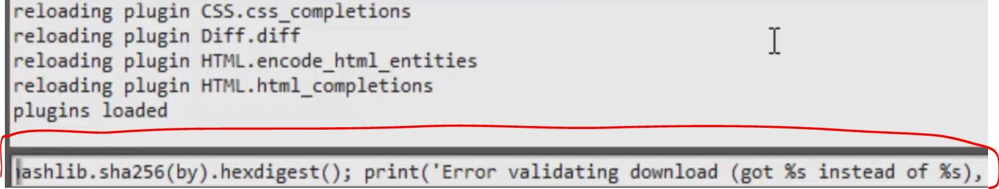 reloading plugin CSS.css_completions
reloading plugin Diff.diff
reloading plugin HTML.encode_html_entities
reloading plugin HTML.html_completions
plugins loaded
hashlib.sha256(by).hexdigest(); print('Error validating download (got %s instead of %s),